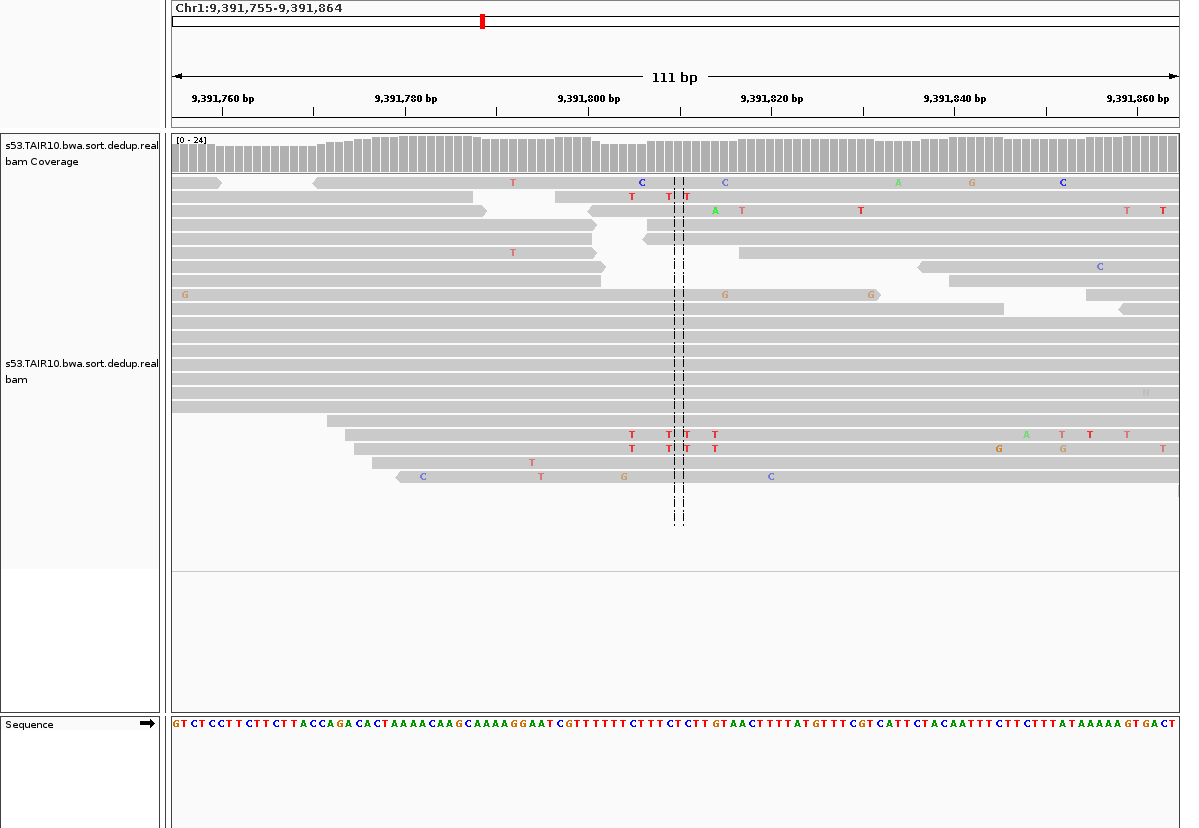 Chr1:9,391,755-9,391,864
111 bp
9,391,760 bp 9,391,780 bp 9,391,800 bp 9,391,820 bp 9,391,840 bp 9,391,860 bp
s53.TAIR10.bwa.sort.dedup.real
bam Coverage
[0 - 24]
T C C A G C
T T T
A T T T T
T
C
G G G
s53.TAIR10.bwa.sort.dedup.real
bam
N
T T T T A T T T
T T T T G G T
T
C T G C
Sequence
GTCTCCTTCTTCTTACCAGACACTAAAACAAGCAAAAGGAATCGTTTTTTCTTTCTCTTGTAACTTTTATGTTTCGTCATTCTACAATTTCTTCTTTATAAAAAGTGACT